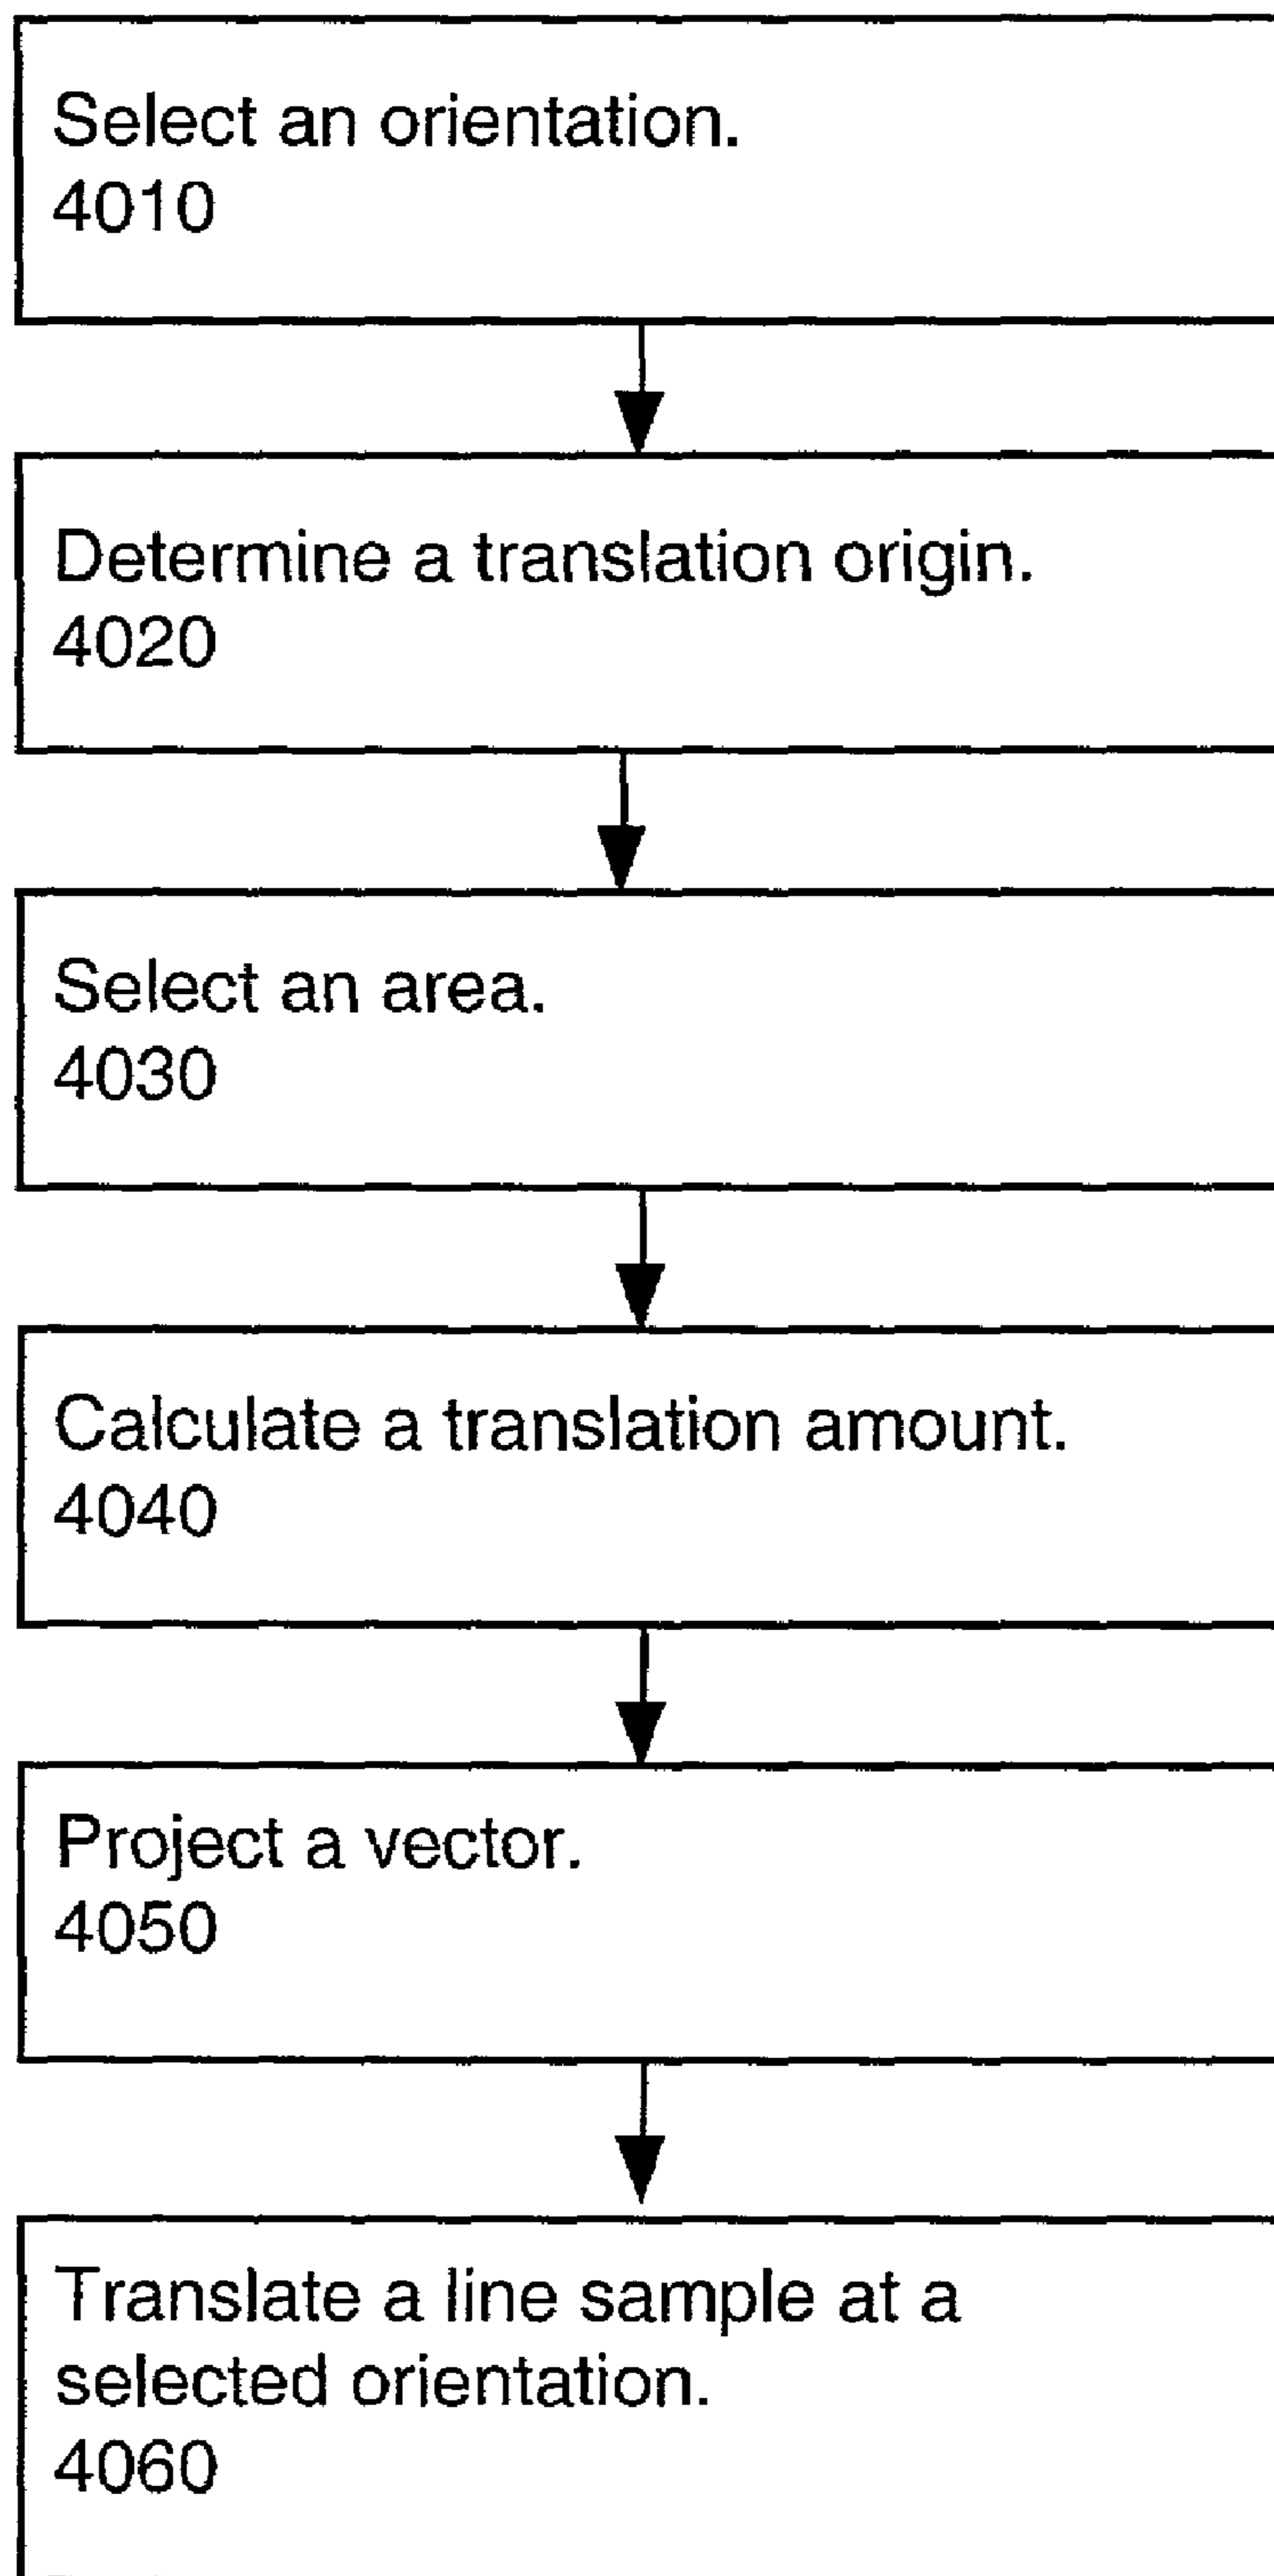 Select an orientation.
4010
Determine a translation origin.
4020
Select an area.
4030
Calculate a translation amount.
4040
Project a vector.
4050
Translate a line sample at a
selected orientation.
4060